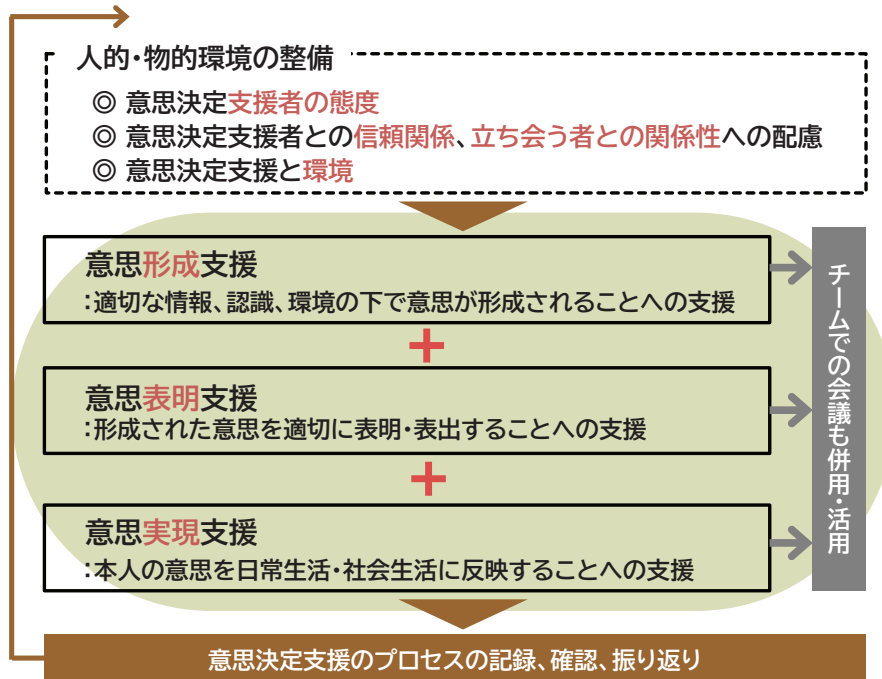 人的・物的環境の整備
◎ 意思決定支援者の態度
◎ 意思決定支援者との信頼関係、立ち会う者との関係性への配慮
◎ 意思決定支援と環境
意思形成支援
：適切な情報、認識、環境の下で意思が形成されることへの支援
+
意思表明支援
：形成された意思を適切に表明・表出することへの支援
+
意思実現支援
：本人の意思を日常生活・社会生活に反映することへの支援
チームでの会議も併用・活用
意思決定支援のプロセスの記録、確認、振り返り